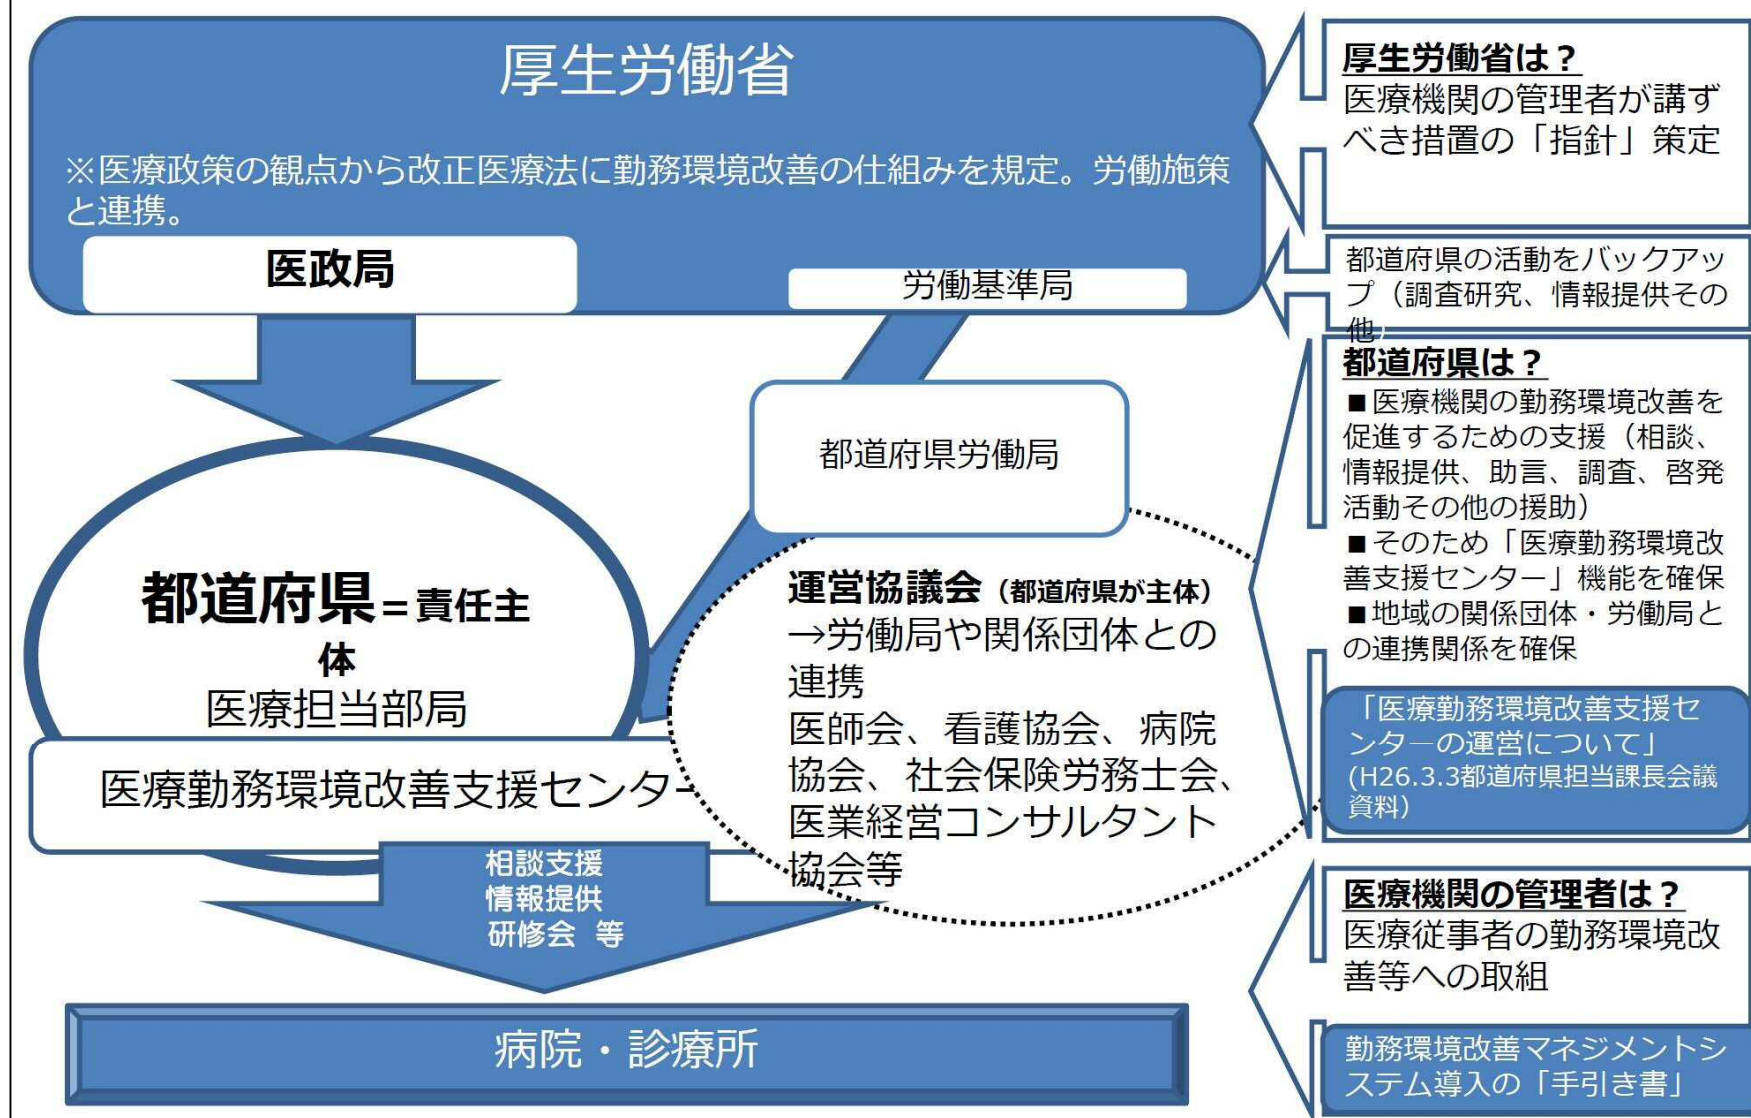 厚生労働省
※医療政策の観点から改正医療法に勤務環境改善の仕組みを規定。労働施策
と連携。
医政局
労働基準局
都道府県労働局
都道府県=責任主
体
医療担当部局
医療勤務環境改善支援センター
運営協議会（都道府県が主体）
→労働局や関係団体との
連携
医師会、看護協会、病院
協会、社会保険労務士会、
医業経営コンサルタント
協会等
相談支援
情報提供
研修会 等
病院・診療所
厚生労働省は？
医療機関の管理者が講ず
べき措置の「指針」策定
都道府県の活動をバックアッ
プ（調査研究、情報提供その
他）
都道府県は？
■医療機関の勤務環境改善を
促進するための支援（相談、
情報提供、助言、調査、啓発
活動その他の援助）
■そのため「医療勤務環境改
善支援センター」機能を確保
■地域の関係団体・労働局と
の連携関係を確保
「医療勤務環境改善支援セ
ンターの運営について」
(H26.3.3都道府県担当課長会議
資料）
医療機関の管理者は？
医療従事者の勤務環境改
善等への取組
勤務環境改善マネジメントシ
ステム導入の「手引き書」